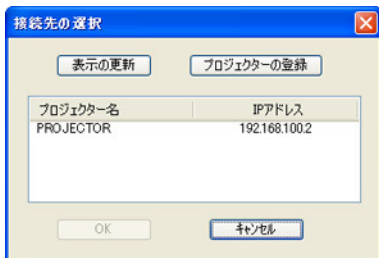 接続先の選択
表示の更新 プロジェクターの登録
プロジェクター名 IPアドレス
PROJECTOR 192.168.100.2
OK キャンセル